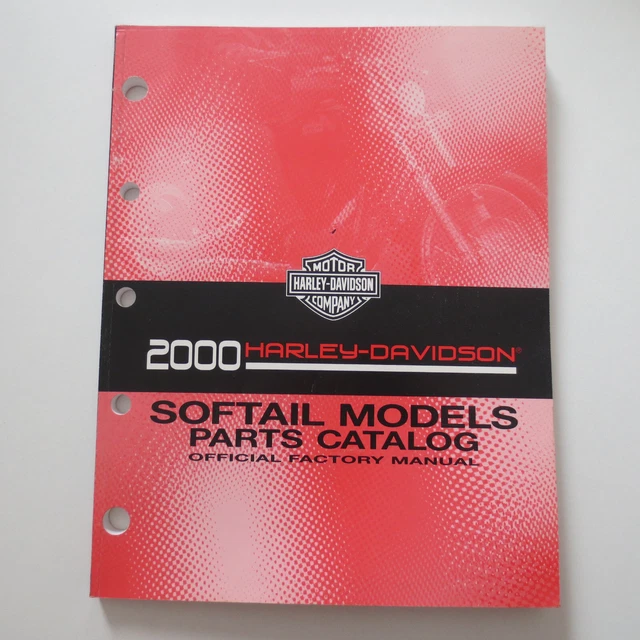 MOTOR
HARLEY-DAVIDSON
COMPANY
2000 HARLEY-DAVIDSON®
SOFTAIL MODELS
PARTS CATALOG
OFFICIAL FACTORY MANUAL